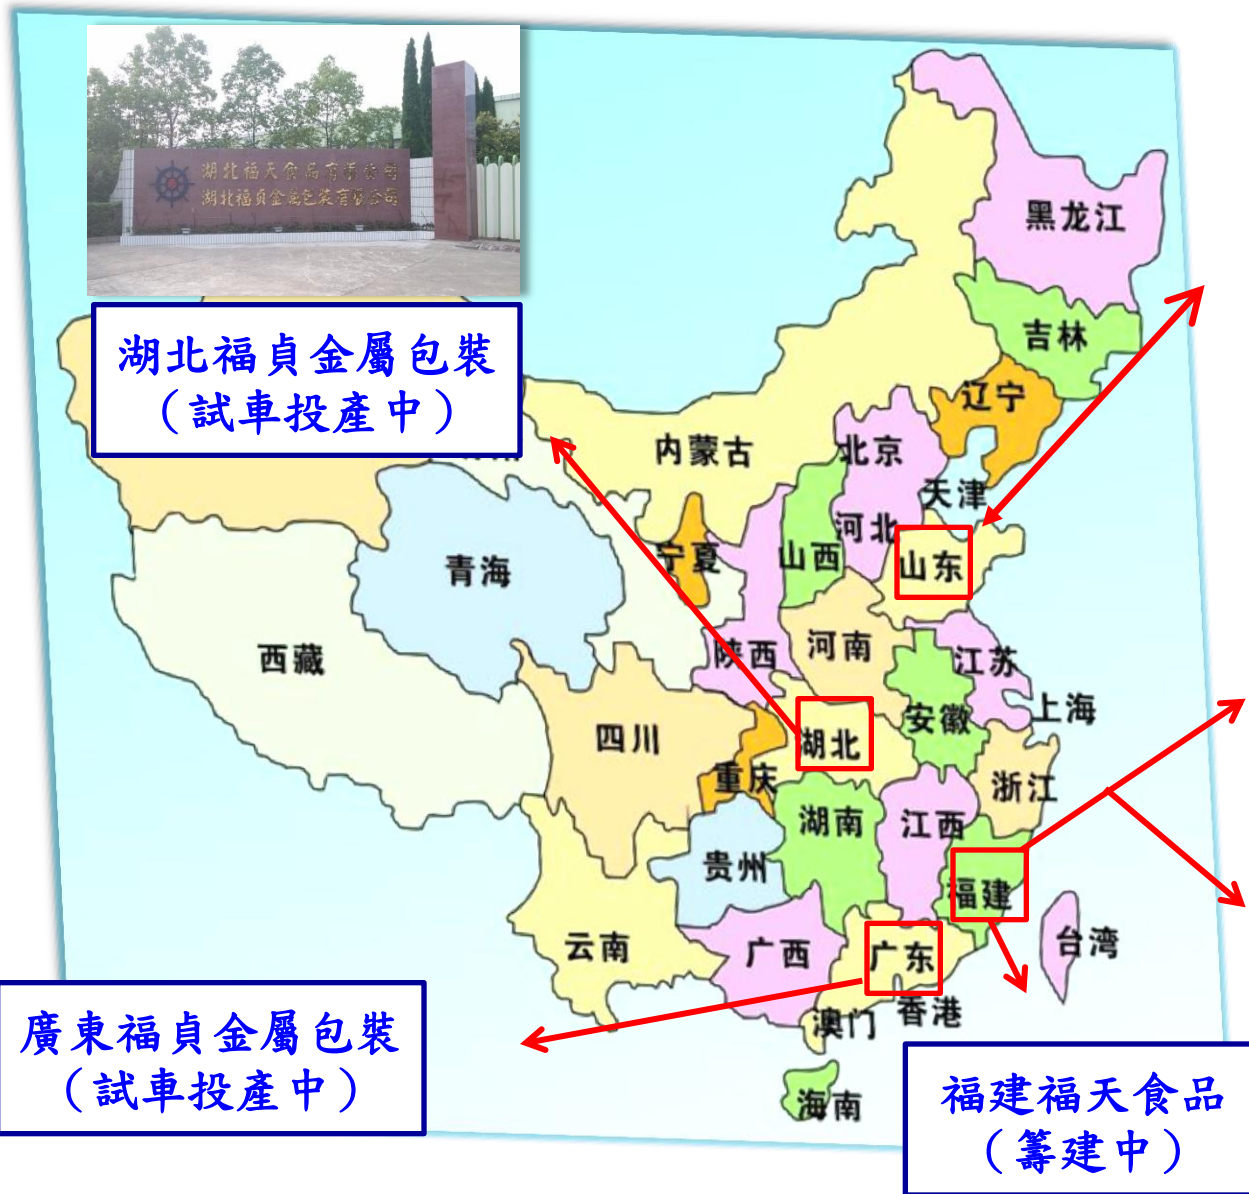 湖北福天食品有限公司
湖北福貞金屬包裝有限公司
湖北福貞金屬包裝
（試車投產中）
黑龙江
吉林
辽宁
内蒙古
北京
天津
河北
山西
山东
宁夏
青海
陕西
河南
江苏
西藏
上海
安徽
四川
湖北
重庆
浙江
湖南
江西
贵州
福建
云南
广西
广东
台湾
香港
澳门
海南
廣東福貞金屬包裝
（試車投產中）
福建福天食品
（籌建中）